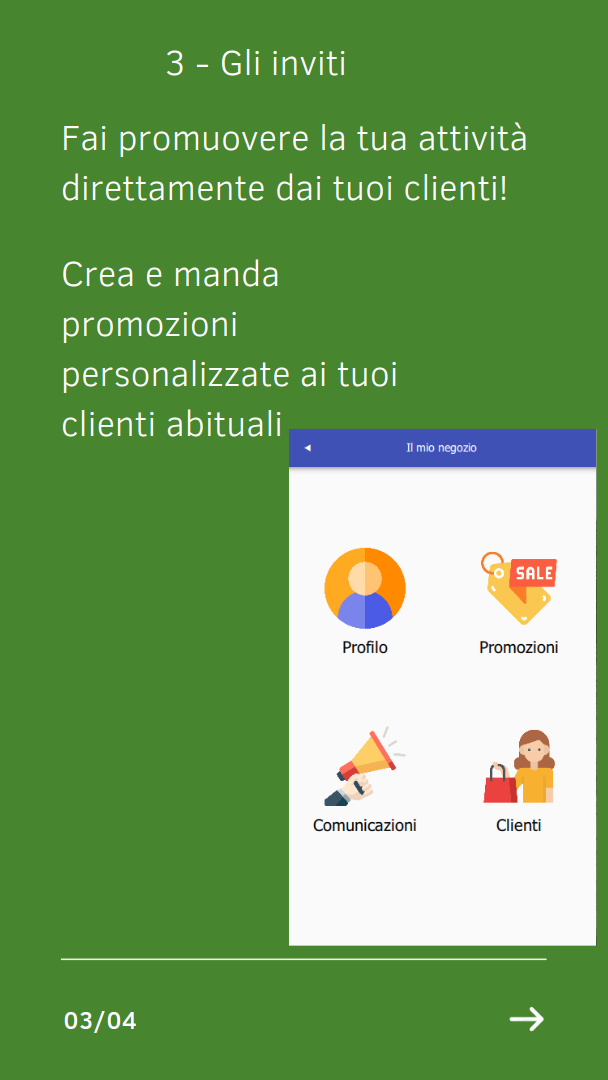 3 - Gli inviti
Fai promuovere la tua attività
direttamente dai tuoi clienti!
Crea e manda
promozioni
personalizzate ai tuoi
clienti abituali
Il mio negozio
SALE
Profilo
Promozioni
Comunicazioni
Clienti
03/04